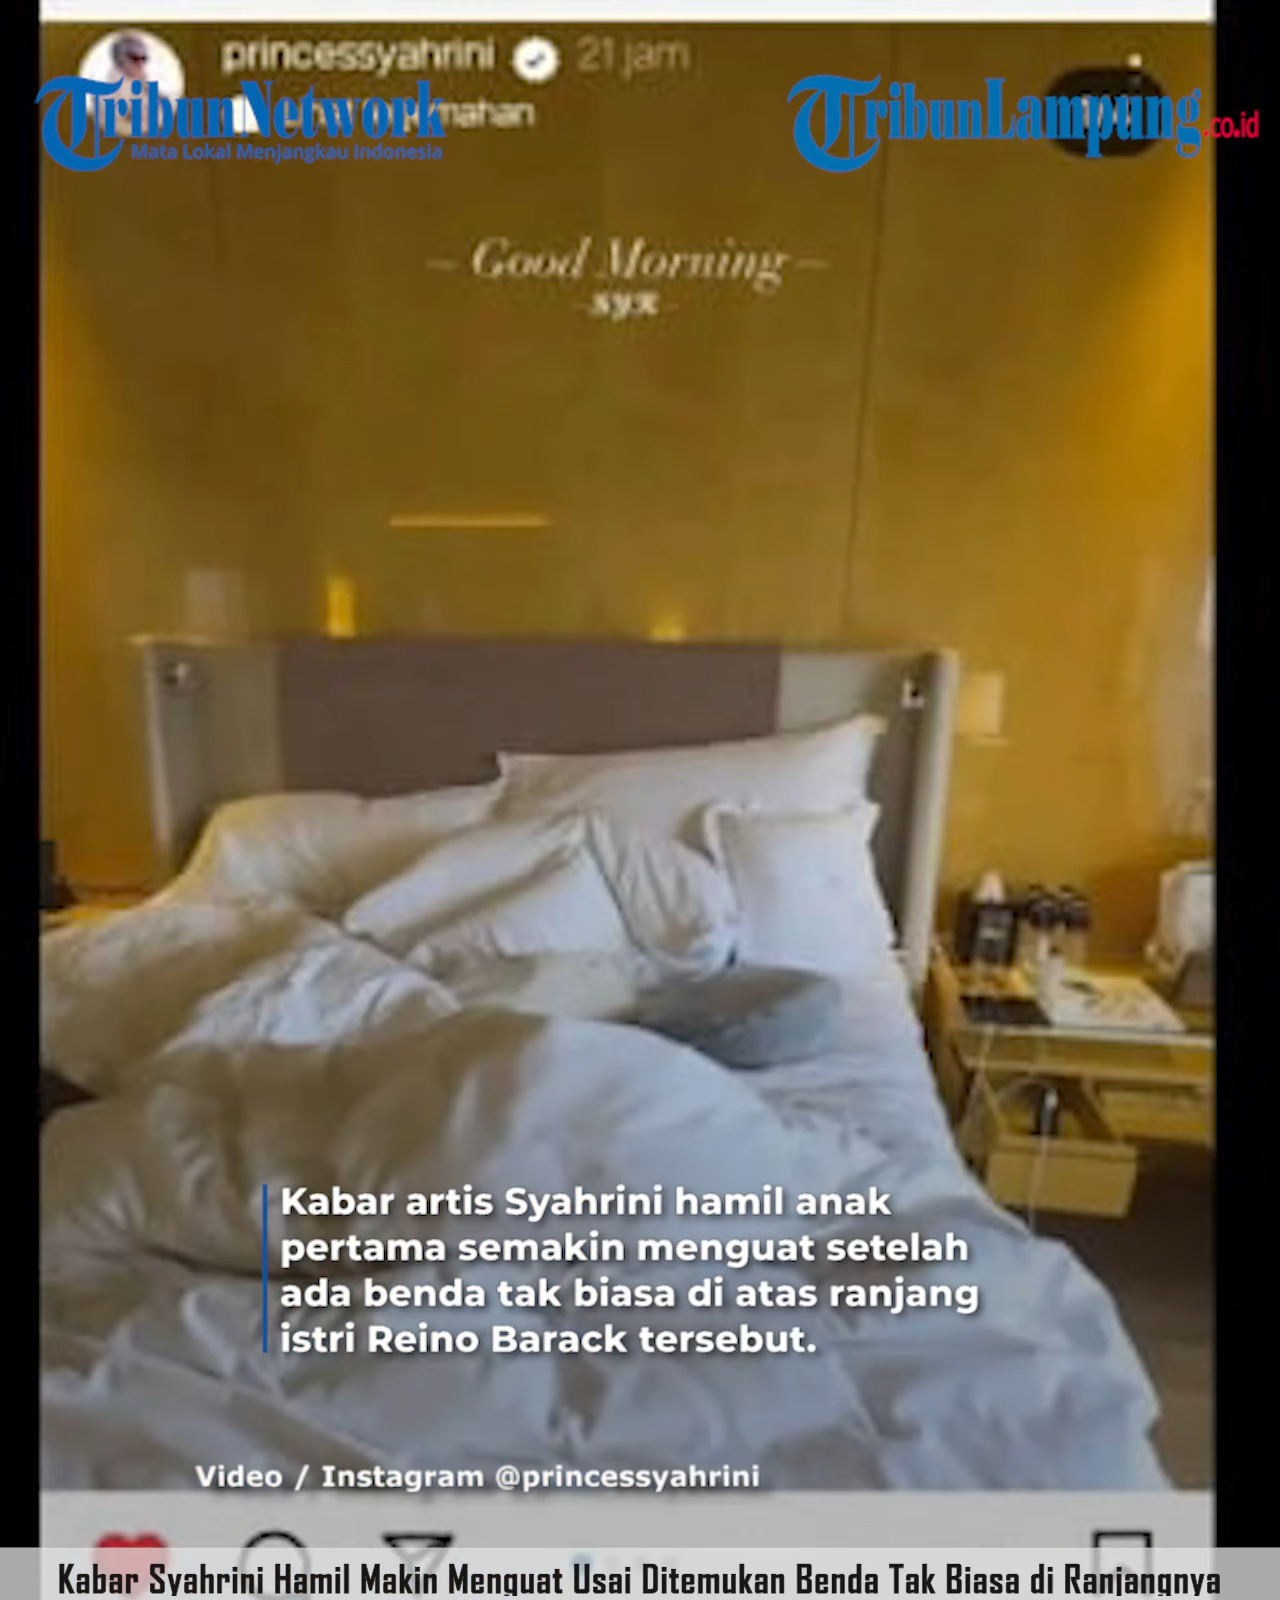 princessyahrini 21 jam
TribunNetwork
Mata Lokal Menjangkau Indonesia
TribunLampung.co.id
– Good Morning –
-syr-
Kabar artis Syahrini hamil anak
pertama semakin menguat setelah
ada benda tak biasa di atas ranjang
istri Reino Barack tersebut.
Video / Instagram @princessyahrini
Kabar Syahrini Hamil Makin Menguat Usai Ditemukan Benda Tak Biasa di Ranjangnya